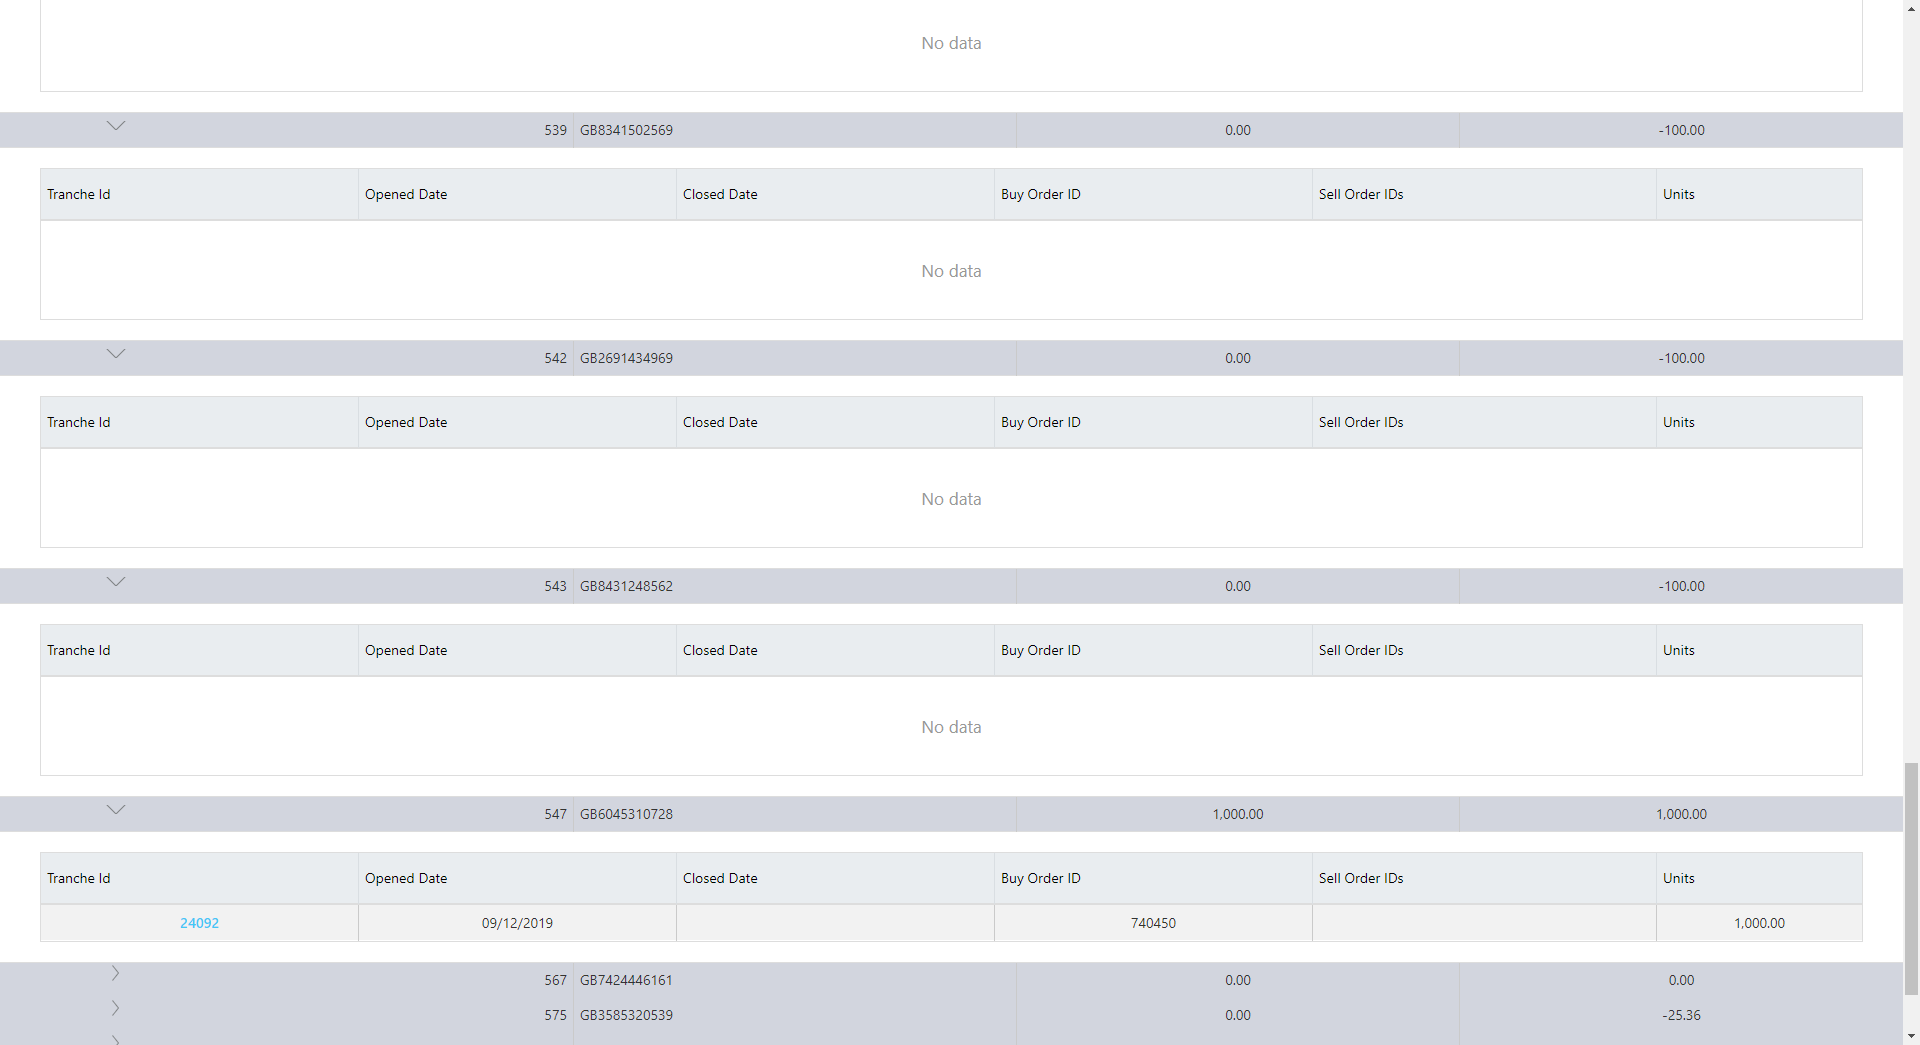 No data
539 GB8341502569 0.00 -100.00
Tranche Id Opened Date Closed Date Buy Order ID Sell Order IDs Units
No data
542 GB2691434969 0.00 -100.00
Tranche Id Opened Date Closed Date Buy Order ID Sell Order IDs Units
No data
543 GB8431248562 0.00 -100.00
Tranche Id Opened Date Closed Date Buy Order ID Sell Order IDs Units
No data
547 GB6045310728 1,000.00 1,000.00
Tranche Id Opened Date Closed Date Buy Order ID Sell Order IDs Units
24092 09/12/2019 740450 1,000.00
567 GB7424446161 0.00 0.00
575 GB3585320539 0.00 -25.36